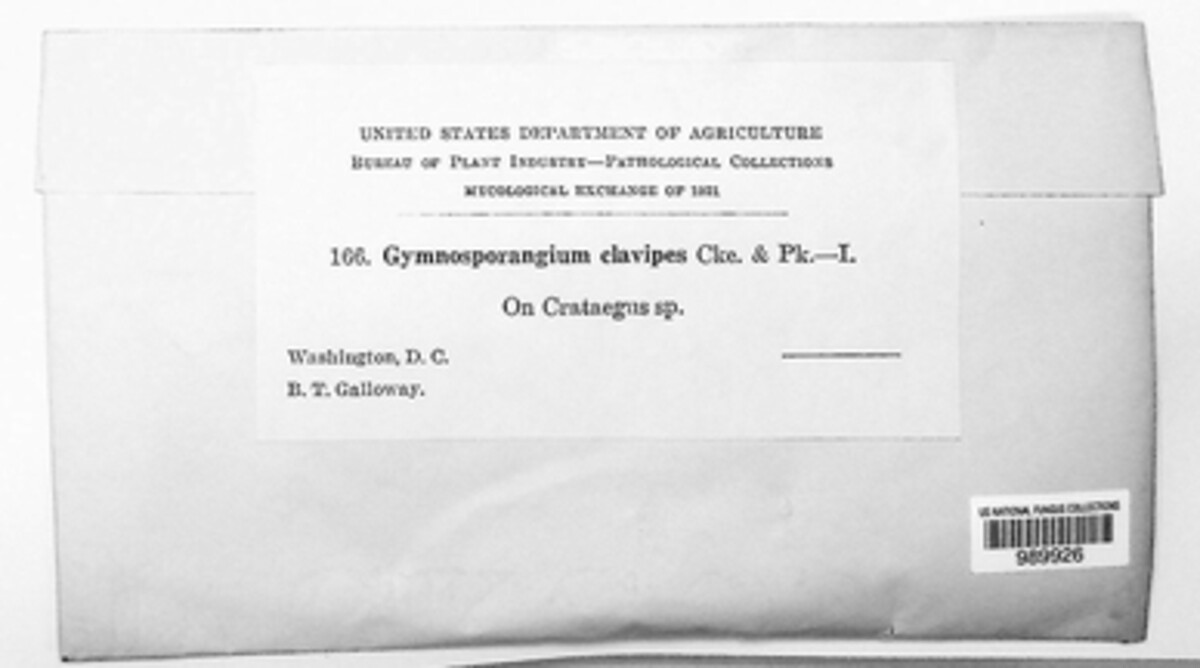 UNITED STATES DEPARTMENT OF AGRICULTURE
BUREAU OF PLANT INDUSTRY—PATHOLOGICAL COLLECTIONS
MYCOLOGICAL EXCHANGE OF
166. Gymnosporangium clavipes Cke. & Pk.—I.
On Crataegus sp.
Washington, D. C.
B. T. Galloway.
US NATIONAL FUNGUS COLLECTIONS
989926